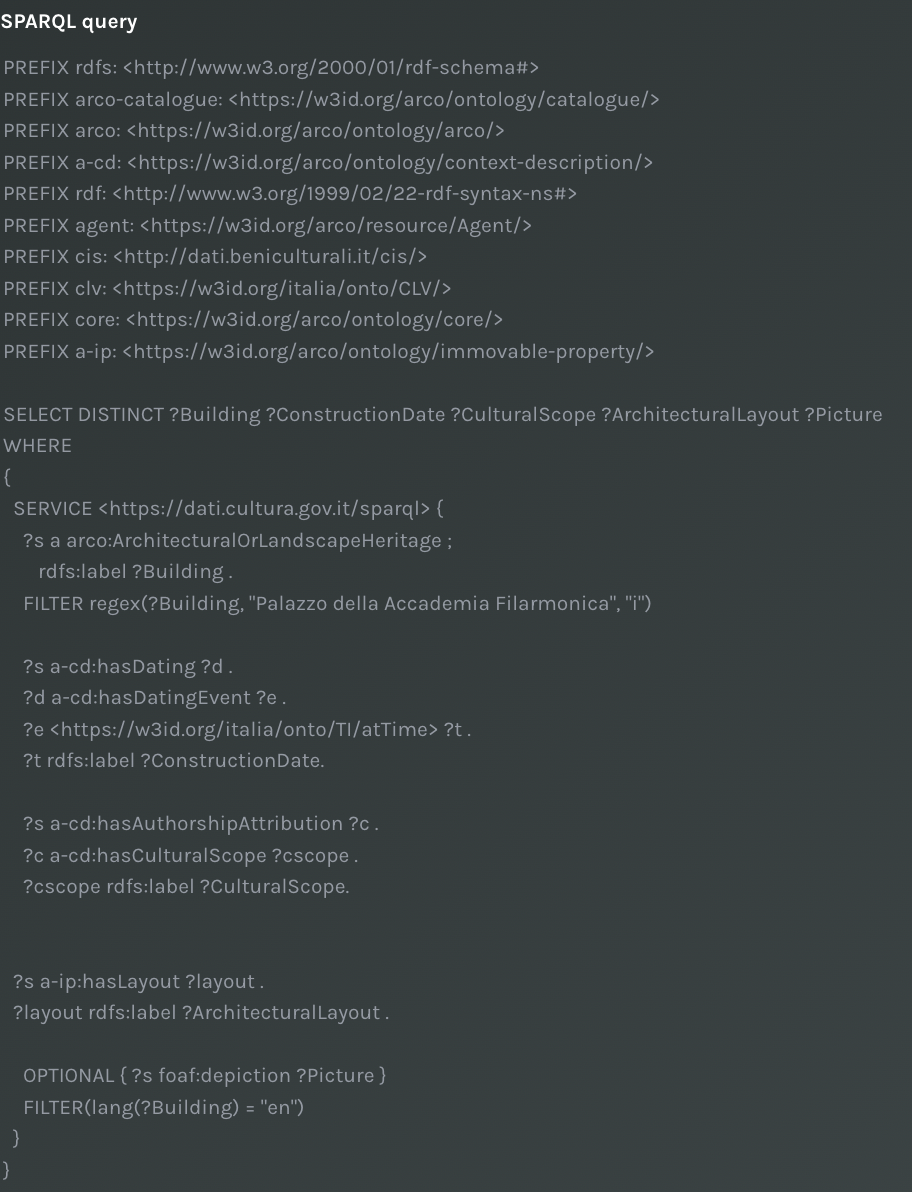 SPARQL query
PREFIX rdfs: <http://www.w3.org/2000/01/rdf-schema#>
PREFIX arco-catalogue: <https://w3id.org/arco/ontology/catalogue/>
PREFIX arco: <https://w3id.org/arco/ontology/arco/>
PREFIX a-cd: <https://w3id.org/arco/ontology/context-description/>
PREFIX rdf: <http://www.w3.org/1999/02/22-rdf-syntax-ns#>
PREFIX agent: <https://w3id.org/arco/resource/Agent/>
PREFIX cis: <http://dati.beniculturali.it/cis/>
PREFIX clv: <https://w3id.org/italia/onto/CLV/>
PREFIX core: <https://w3id.org/arco/ontology/core/>
PREFIX a-ip: <https://w3id.org/arco/ontology/immovable-property/>
SELECT DISTINCT ?Building ?ConstructionDate ?CulturalScope ?ArchitecturalLayout ?Picture
WHERE
{
SERVICE <https://dati.cultura.gov.it/sparql> {
?s a arco:ArchitecturalOrLandscapeHeritage ;
rdfs:label ?Building .
FILTER regex(?Building, "Palazzo della Accademia Filarmonica", "i")
?s a-cd:hasDating ?d .
?d a-cd:hasDatingEvent ?e .
?e <https://w3id.org/italia/onto/TI/atTime> ?t .
?t rdfs:label ?ConstructionDate.
?s a-cd:hasAuthorshipAttribution ?c .
?c a-cd:hasCulturalScope ?cscope .
?cscope rdfs:label ?CulturalScope.
?s a-ip:hasLayout ?layout .
?layout rdfs:label ?ArchitecturalLayout .
OPTIONAL { ?s foaf:depiction ?Picture }
FILTER(lang(?Building) = "en")
}
}